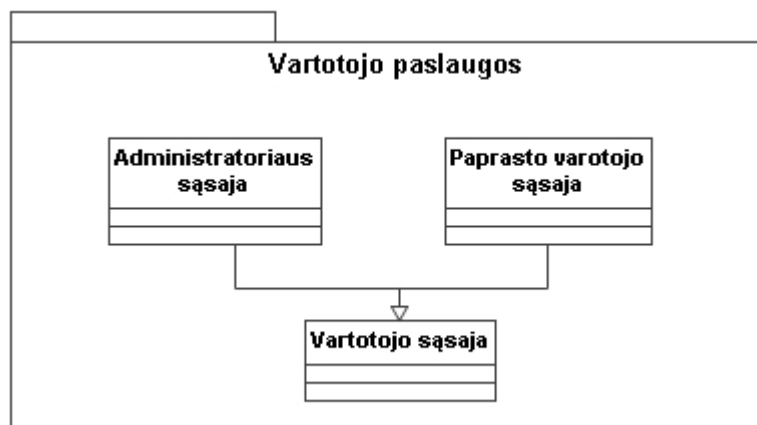 Vartotojo paslaugos
Administratoriaus
sąsaja
Paprasto varotojo
sąsaja
Vartotojo sąsaja